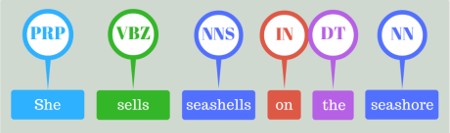 PRP VBZ NNS IN DT NN
She sells seashells on the seashore